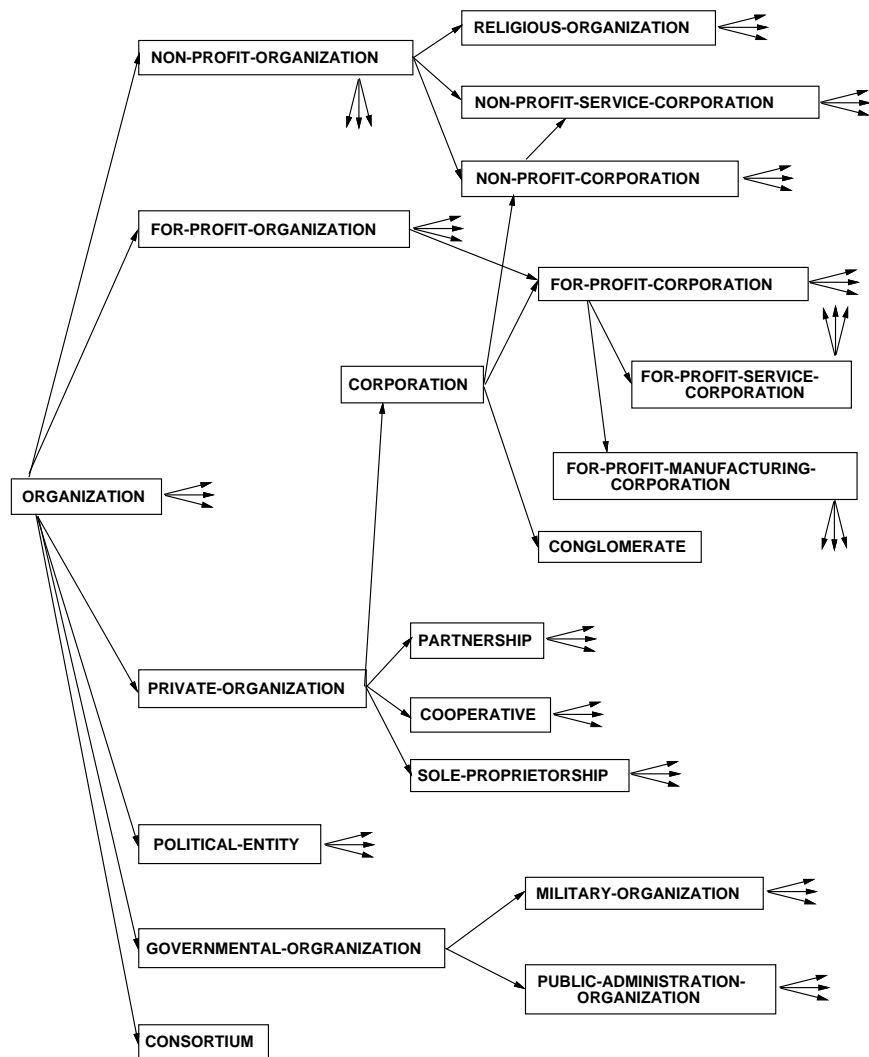 RELIGIOUS-ORGANIZATION
NON-PROFIT-ORGANIZATION
NON-PROFIT-SERVICE-CORPORATION
NON-PROFIT-CORPORATION
FOR-PROFIT-ORGANIZATION
FOR-PROFIT-CORPORATION
CORPORATION
FOR-PROFIT-SERVICE-
CORPORATION
FOR-PROFIT-MANUFACTURING-
CORPORATION
ORGANIZATION
CONGLOMERATE
PARTNERSHIP
PRIVATE-ORGANIZATION
COOPERATIVE
SOLE-PROPRIETORSHIP
POLITICAL-ENTITY
MILITARY-ORGANIZATION
GOVERNMENTAL-ORGRANIZATION
PUBLIC-ADMINISTRATION-
ORGANIZATION
CONSORTIUM